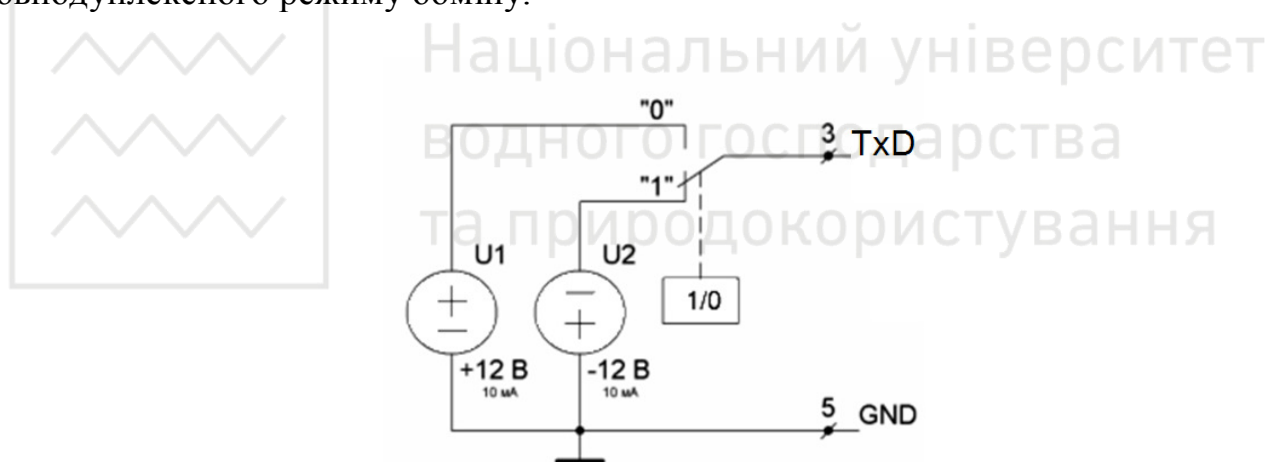 режиму обміну.
Національний університет
"0"
водного господарства
3 TxD
"1"
та природокористування
U1 U2
1/0
+12 В -12 В
10 мА 10 мА
5 GND